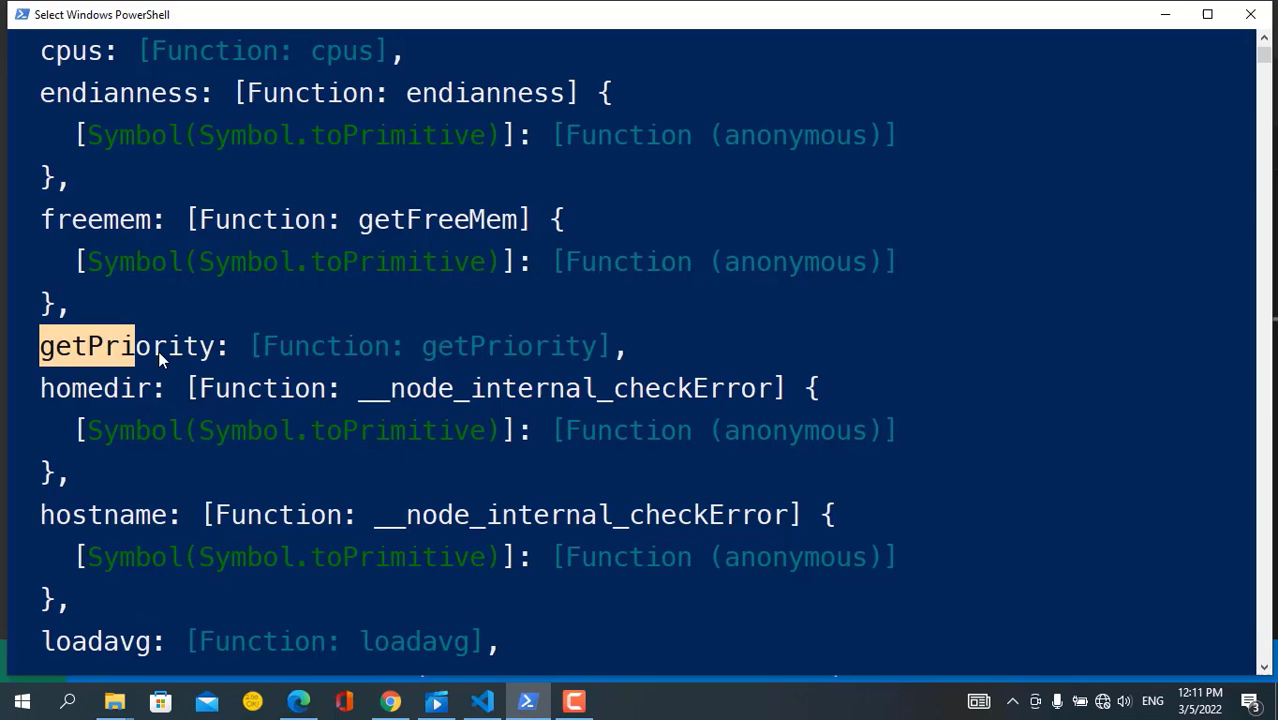 Select Windows PowerShell
cpus: [Function: cpus],
endianness: [Function: endianness] {
[Symbol(Symbol.toPrimitive)]: [Function (anonymous)]
},
freemem: [Function: getFreeMem] {
[Symbol(Symbol.toPrimitive)]: [Function (anonymous)]
},
getPriority: [Function: getPriority],
homedir: [Function: __node_internal_checkError] {
[Symbol(Symbol.toPrimitive)]: [Function (anonymous)]
},
hostname: [Function: __node_internal_checkError] {
[Symbol(Symbol.toPrimitive)]: [Function (anonymous)]
},
loadavg: [Function: loadavg],
ENG
12:11 PM
3/5/2022
3